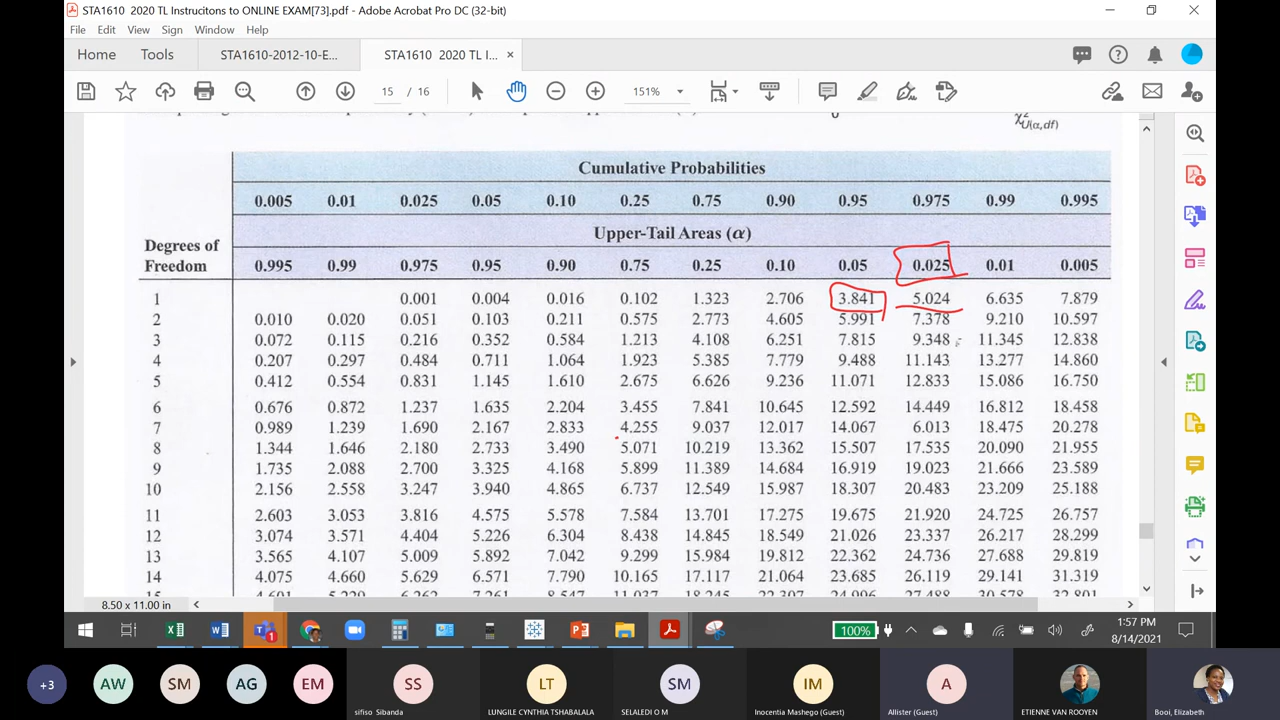 STA1610 2020 TL Instrucitons to ONLINE EXAM[73].pdf - Adobe Acrobat Pro DC (32-bit)
File Edit View Sign Window Help
Home Tools STA1610-2012-10-E... STA1610 2020 TL I... ×
15 / 16 151%
χ²U(α,df)
Cumulative Probabilities
0.005 0.01 0.025 0.05 0.10 0.25 0.75 0.90 0.95 0.975 0.99 0.995
Upper-Tail Areas (α)
Degrees of
Freedom 0.995 0.99 0.975 0.95 0.90 0.75 0.25 0.10 0.05 0.025 0.01 0.005
1 0.001 0.004 0.016 0.102 1.323 2.706 3.841 5.024 6.635 7.879
2 0.010 0.020 0.051 0.103 0.211 0.575 2.773 4.605 5.991 7.378 9.210 10.597
3 0.072 0.115 0.216 0.352 0.584 1.213 4.108 6.251 7.815 9.348 11.345 12.838
4 0.207 0.297 0.484 0.711 1.064 1.923 5.385 7.779 9.488 11.143 13.277 14.860
5 0.412 0.554 0.831 1.145 1.610 2.675 6.626 9.236 11.071 12.833 15.086 16.750
6 0.676 0.872 1.237 1.635 2.204 3.455 7.841 10.645 12.592 14.449 16.812 18.458
7 0.989 1.239 1.690 2.167 2.833 4.255 9.037 12.017 14.067 6.013 18.475 20.278
8 1.344 1.646 2.180 2.733 3.490 5.071 10.219 13.362 15.507 17.535 20.090 21.955
9 1.735 2.088 2.700 3.325 4.168 5.899 11.389 14.684 16.919 19.023 21.666 23.589
10 2.156 2.558 3.247 3.940 4.865 6.737 12.549 15.987 18.307 20.483 23.209 25.188
11 2.603 3.053 3.816 4.575 5.578 7.584 13.701 17.275 19.675 21.920 24.725 26.757
12 3.074 3.571 4.404 5.226 6.304 8.438 14.845 18.549 21.026 23.337 26.217 28.299
13 3.565 4.107 5.009 5.892 7.042 9.299 15.984 19.812 22.362 24.736 27.688 29.819
14 4.075 4.660 5.629 6.571 7.790 10.165 17.117 21.064 23.685 26.119 29.141 31.319
8.50 x 11.00 in
100% 1:57 PM
8/14/2021
+3 AW SM AG EM SS LT SM IM A
sifiso Sibanda LUNGILE CYNTHIA TSHABALALA SELALEDI O M Inocentia Mashego (Guest) Allister (Guest) ETIENNE VAN ROOYEN Booi, Elizabeth